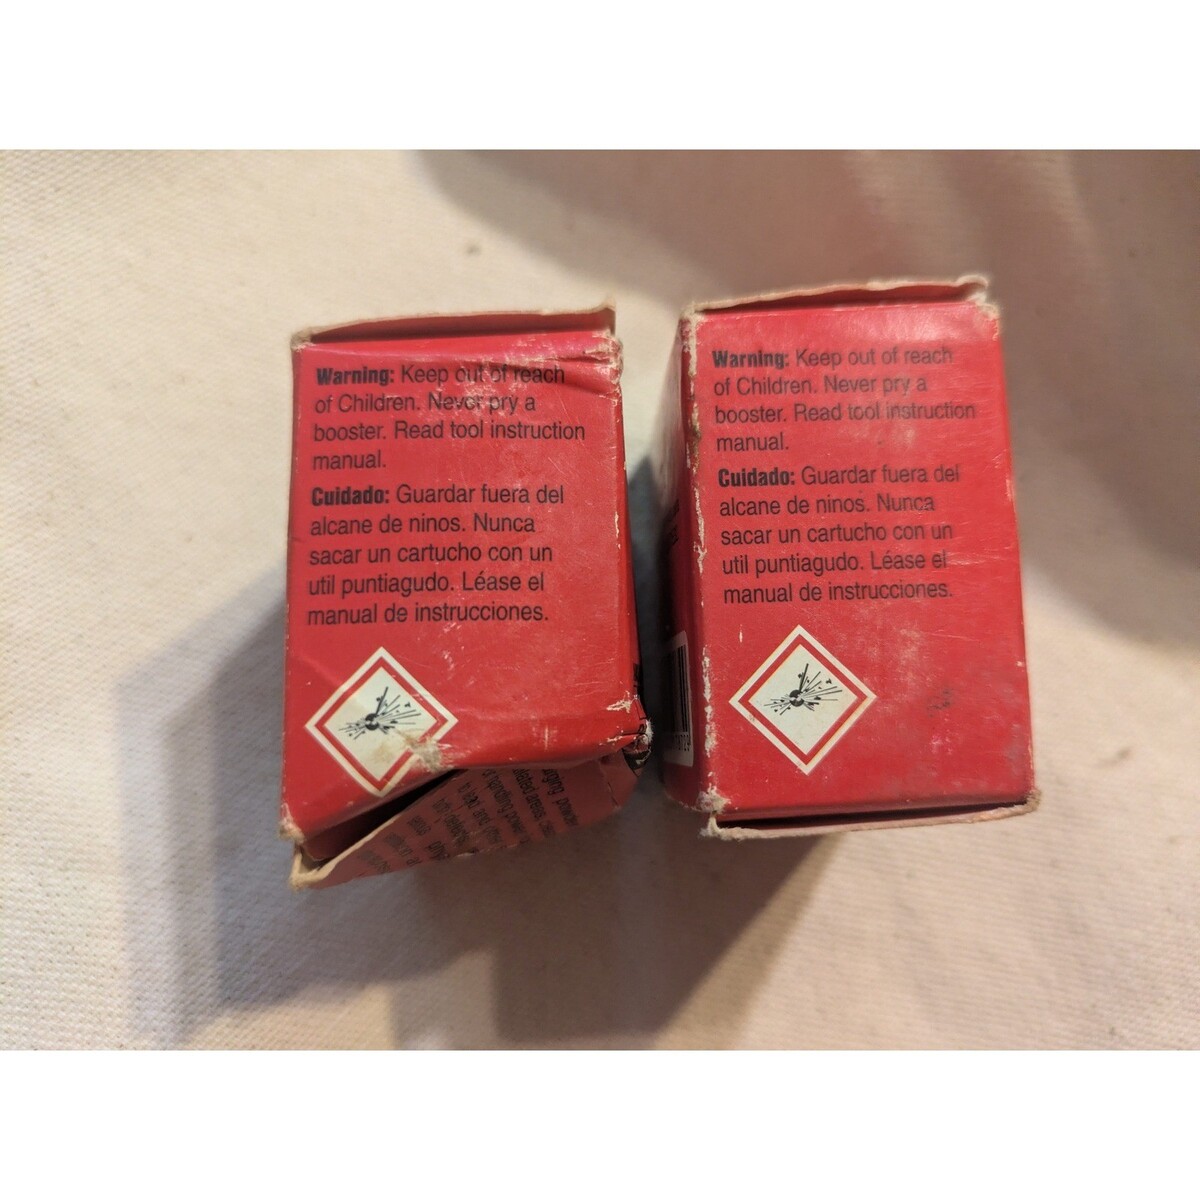 Warning: Keep out of reach
of Children. Never pry a
booster. Read tool instruction
manual.
Cuidado: Guardar fuera del
alcane de ninos. Nunca
sacar un cartucho con un
util puntiagudo. Léase el
manual de instrucciones.
Warning: Keep out of reach
of Children. Never pry a
booster. Read tool instruction
manual.
Cuidado: Guardar fuera del
alcane de ninos. Nunca
sacar un cartucho con un
util puntiagudo. Léase el
manual de instrucciones.